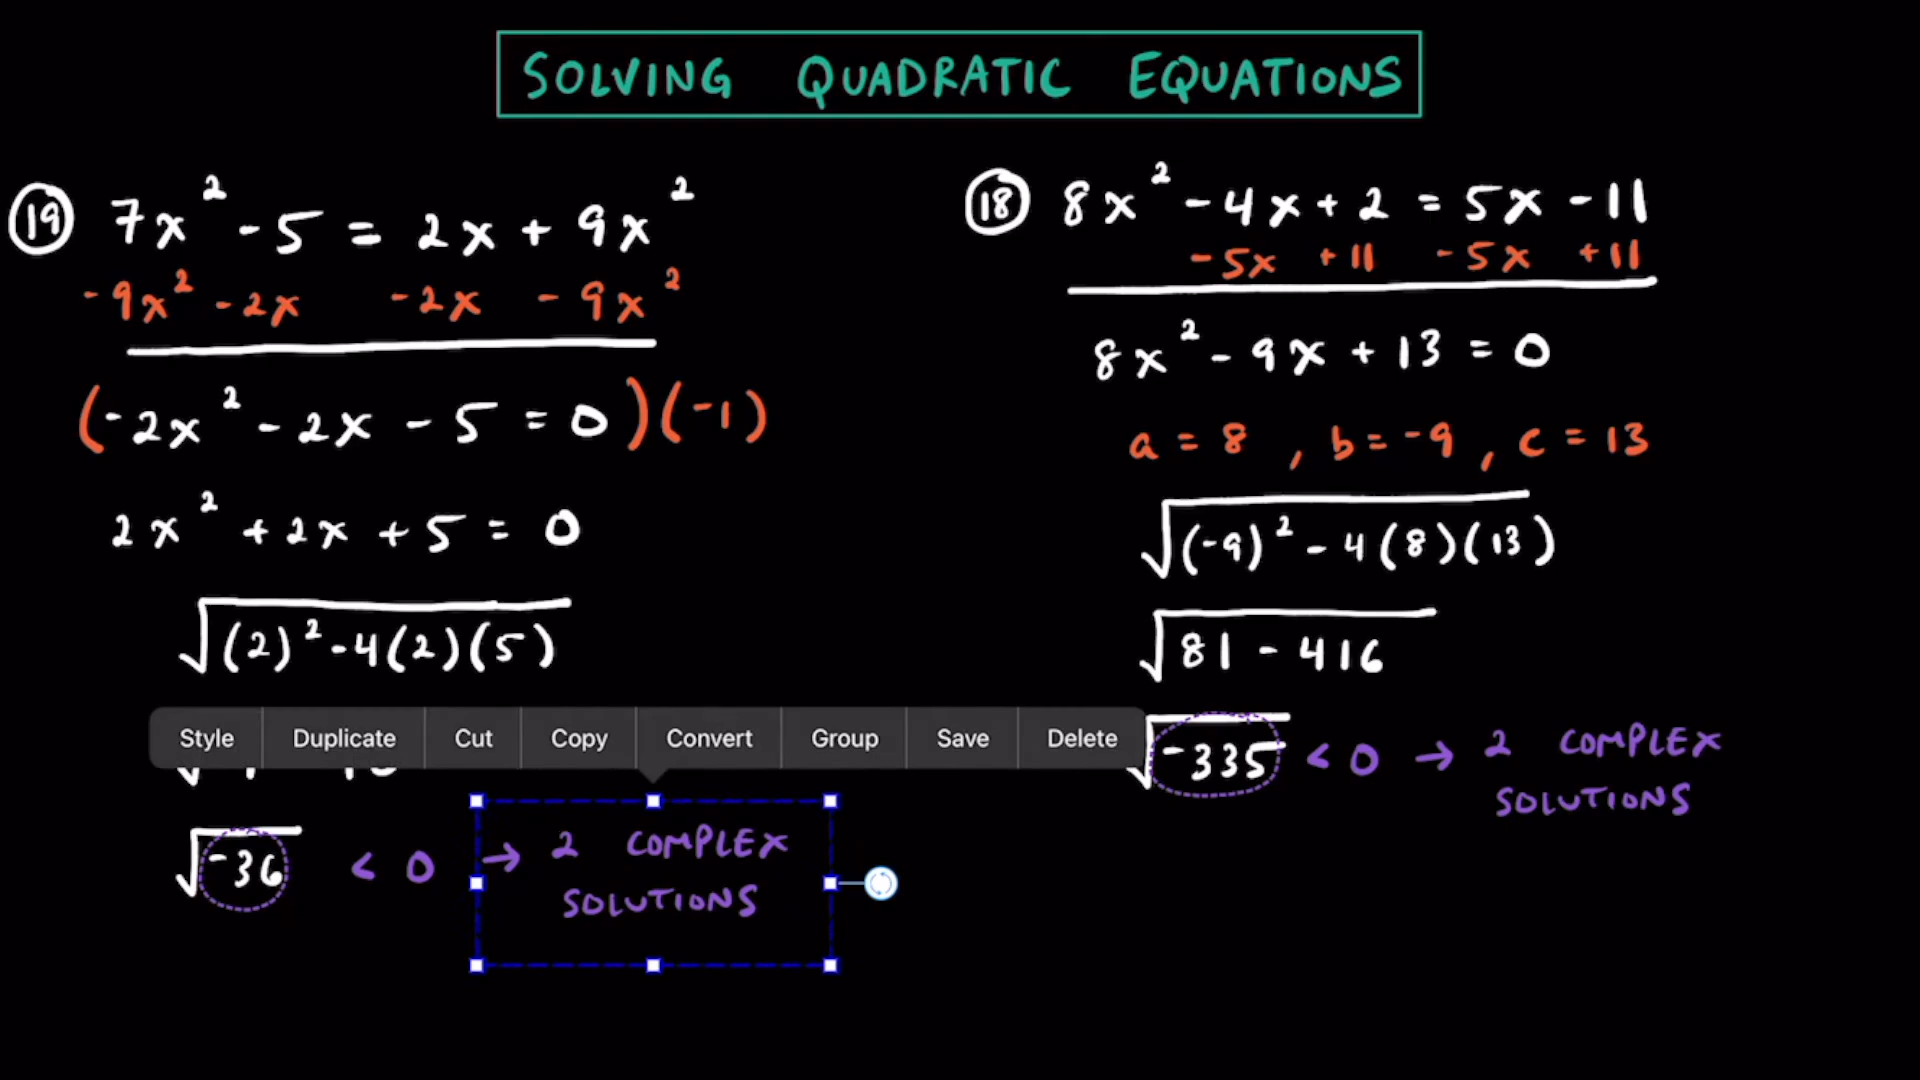 SOLVING QUADRATIC EQUATIONS
19 7x² - 5 = 2x + 9x²
-9x² - 2x -2x - 9x²
(-2x² - 2x - 5 = 0)(-1)
2x² + 2x + 5 = 0
√(2)² - 4(2)(5)
Style Duplicate Cut Copy Convert Group Save Delete
√-36 < 0 → 2 COMPLEX
SOLUTIONS
18 8x² - 4x + 2 = 5x - 11
-5x +11 -5x +11
8x² - 9x + 13 = 0
a = 8 , b = -9 , c = 13
√(-9)² - 4(8)(13)
√81 - 416
√-335 < 0 → 2 COMPLEX
SOLUTIONS